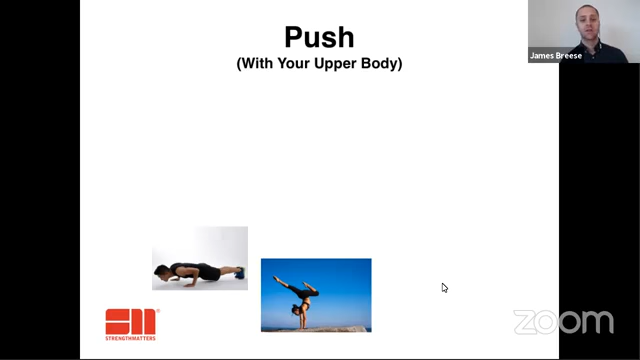 Push
(With Your Upper Body)
James Breese
STRENGTHMATTERS
®
zoom